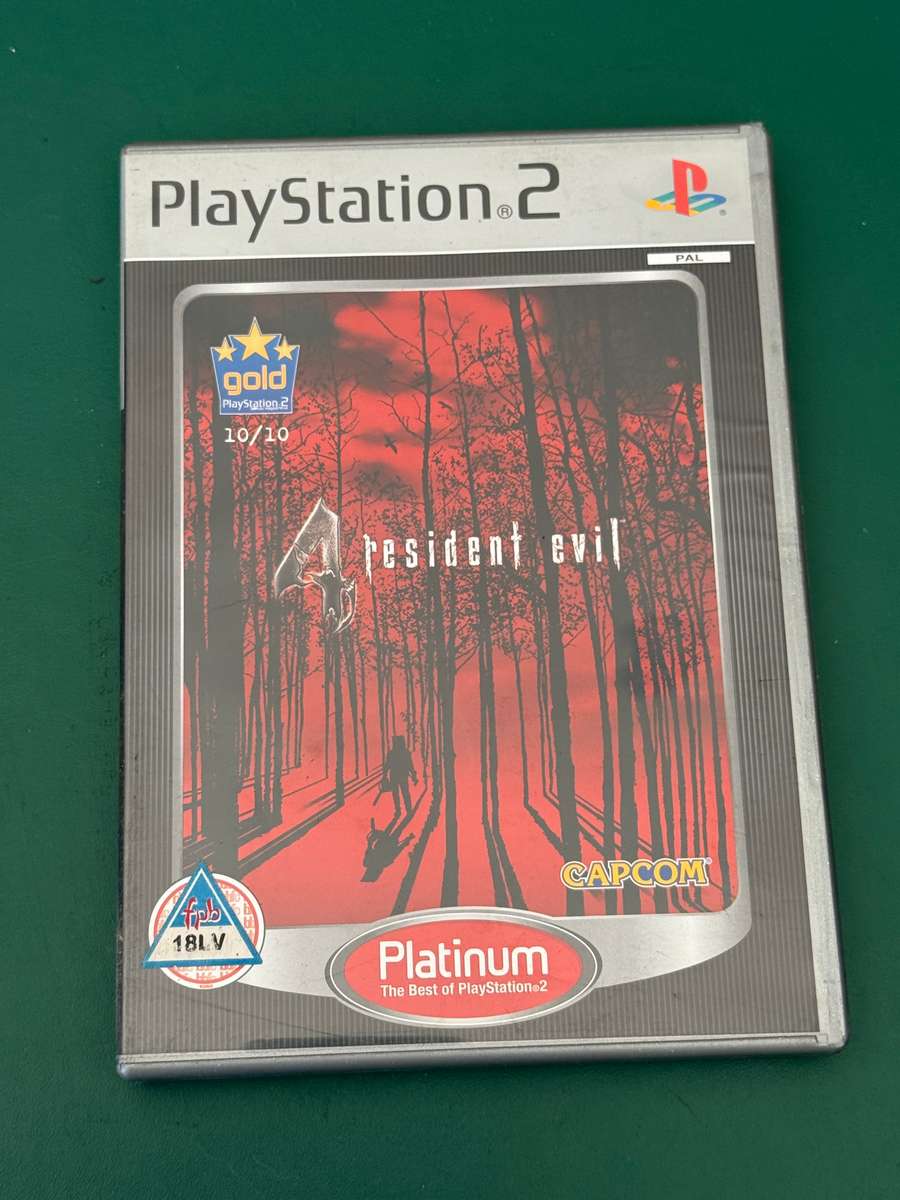 PlayStation®2
PAL
gold
PlayStation®2
10/10
4 resident evil™
CAPCOM®
fpb
18LV
Platinum
The Best of PlayStation®2